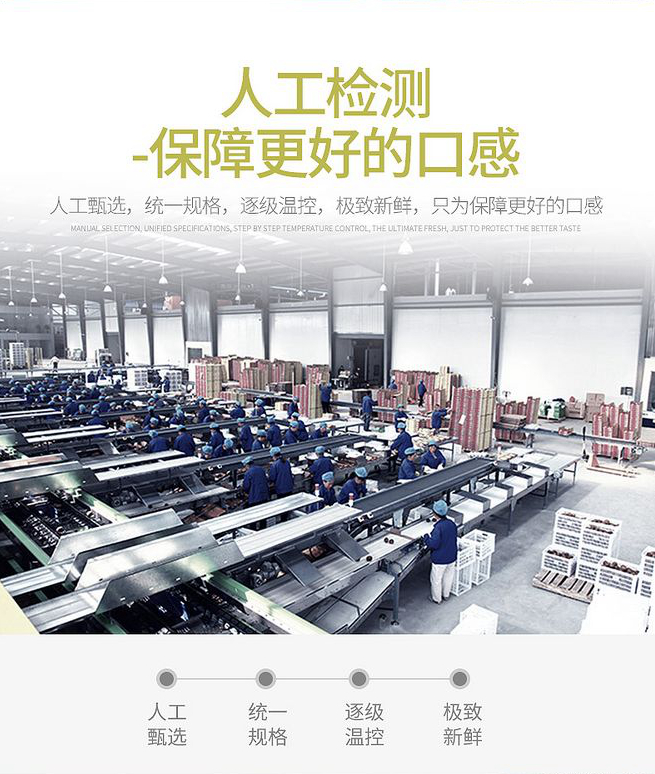 人工检测
-保障更好的口感
人工甄选，统一规格，逐级温控，极致新鲜，只为保障更好的口感
MANUAL SELECTION, UNIFIED SPECIFICATIONS, STEP BY STEP TEMPERATURE CONTROL, THE ULTIMATE FRESH, JUST TO PROTECT THE BETTER TASTE
人工 统一 逐级 极致
甄选 规格 温控 新鲜